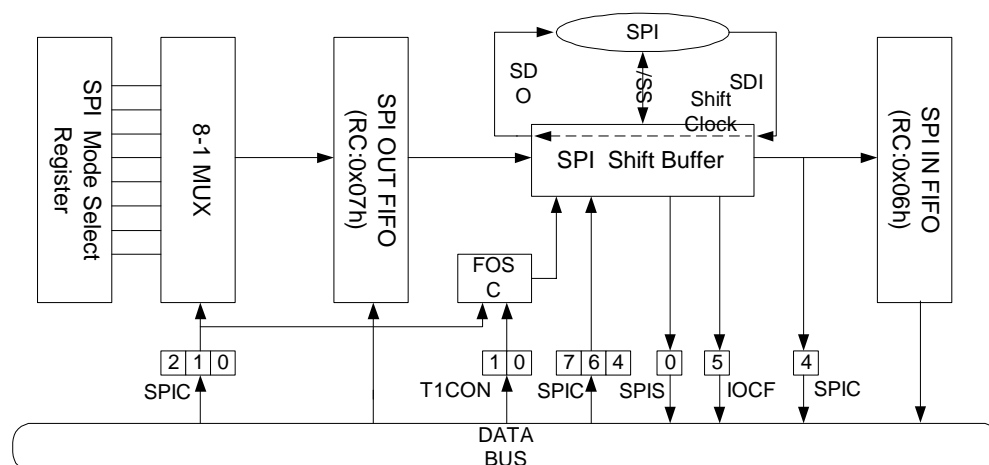 SPI Mode Select
Register
8-1 MUX
SPI OUT FIFO
(RC:0x07h)
SPI
SD
O
/SS
SDI
Shift
Clock
SPI Shift Buffer
SPI IN FIFO
(RC:0x06h)
FOS
C
2 1 0
SPIC
1 0
T1CON
7 6 4
SPIC
0
SPIS
5
IOCF
4
SPIC
DATA
BUS